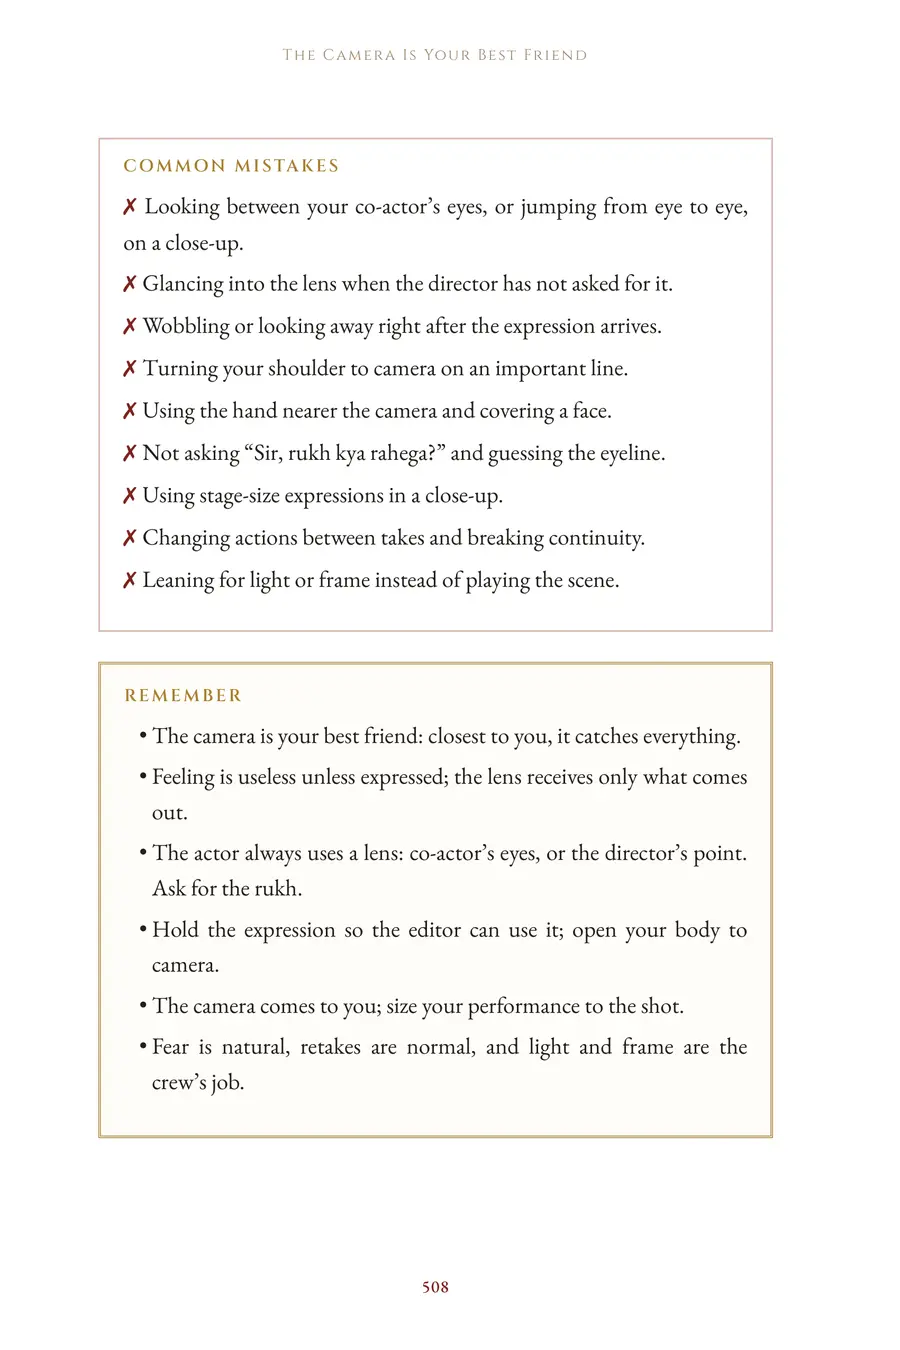 The Camera Is Your Best Friend
COMMON MISTAKES
✗ Looking between your co-actor’s eyes, or jumping from eye to eye,
on a close-up.
✗ Glancing into the lens when the director has not asked for it.
✗ Wobbling or looking away right after the expression arrives.
✗ Turning your shoulder to camera on an important line.
✗ Using the hand nearer the camera and covering a face.
✗ Not asking “Sir, rukh kya rahega?” and guessing the eyeline.
✗ Using stage-size expressions in a close-up.
✗ Changing actions between takes and breaking continuity.
✗ Leaning for light or frame instead of playing the scene.
REMEMBER
• The camera is your best friend: closest to you, it catches everything.
• Feeling is useless unless expressed; the lens receives only what comes
out.
• The actor always uses a lens: co-actor’s eyes, or the director’s point.
Ask for the rukh.
• Hold the expression so the editor can use it; open your body to
camera.
• The camera comes to you; size your performance to the shot.
• Fear is natural, retakes are normal, and light and frame are the
crew’s job.
508